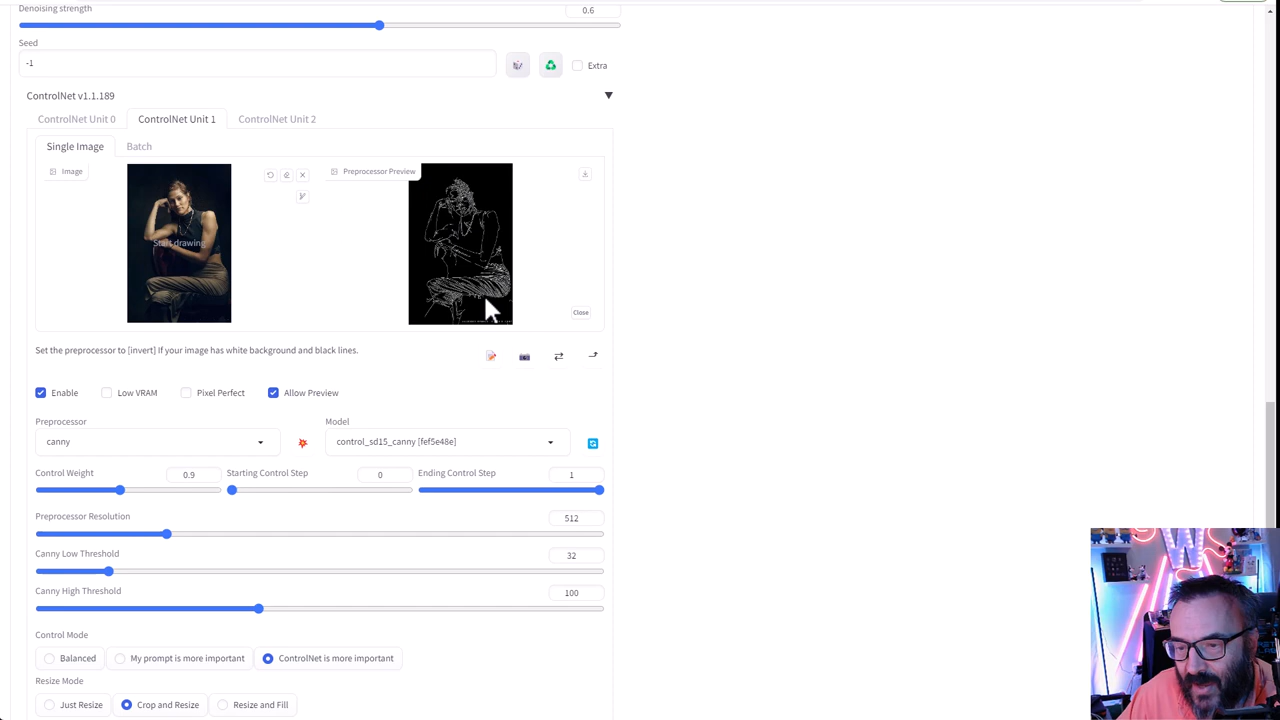 Denoising strength 0.6
Seed
-1
Extra
ControlNet v1.1.189
ControlNet Unit 0 ControlNet Unit 1 ControlNet Unit 2
Single Image Batch
Image Preprocessor Preview
Start drawing
Close
Set the preprocessor to [invert] If your image has white background and black lines.
Enable Low VRAM Pixel Perfect Allow Preview
Preprocessor Model
canny control_sd15_canny [fef5e48e]
Control Weight 0.9 Starting Control Step 0 Ending Control Step 1
Preprocessor Resolution 512
Canny Low Threshold 32
Canny High Threshold 100
Control Mode
Balanced My prompt is more important ControlNet is more important
Resize Mode
Just Resize Crop and Resize Resize and Fill